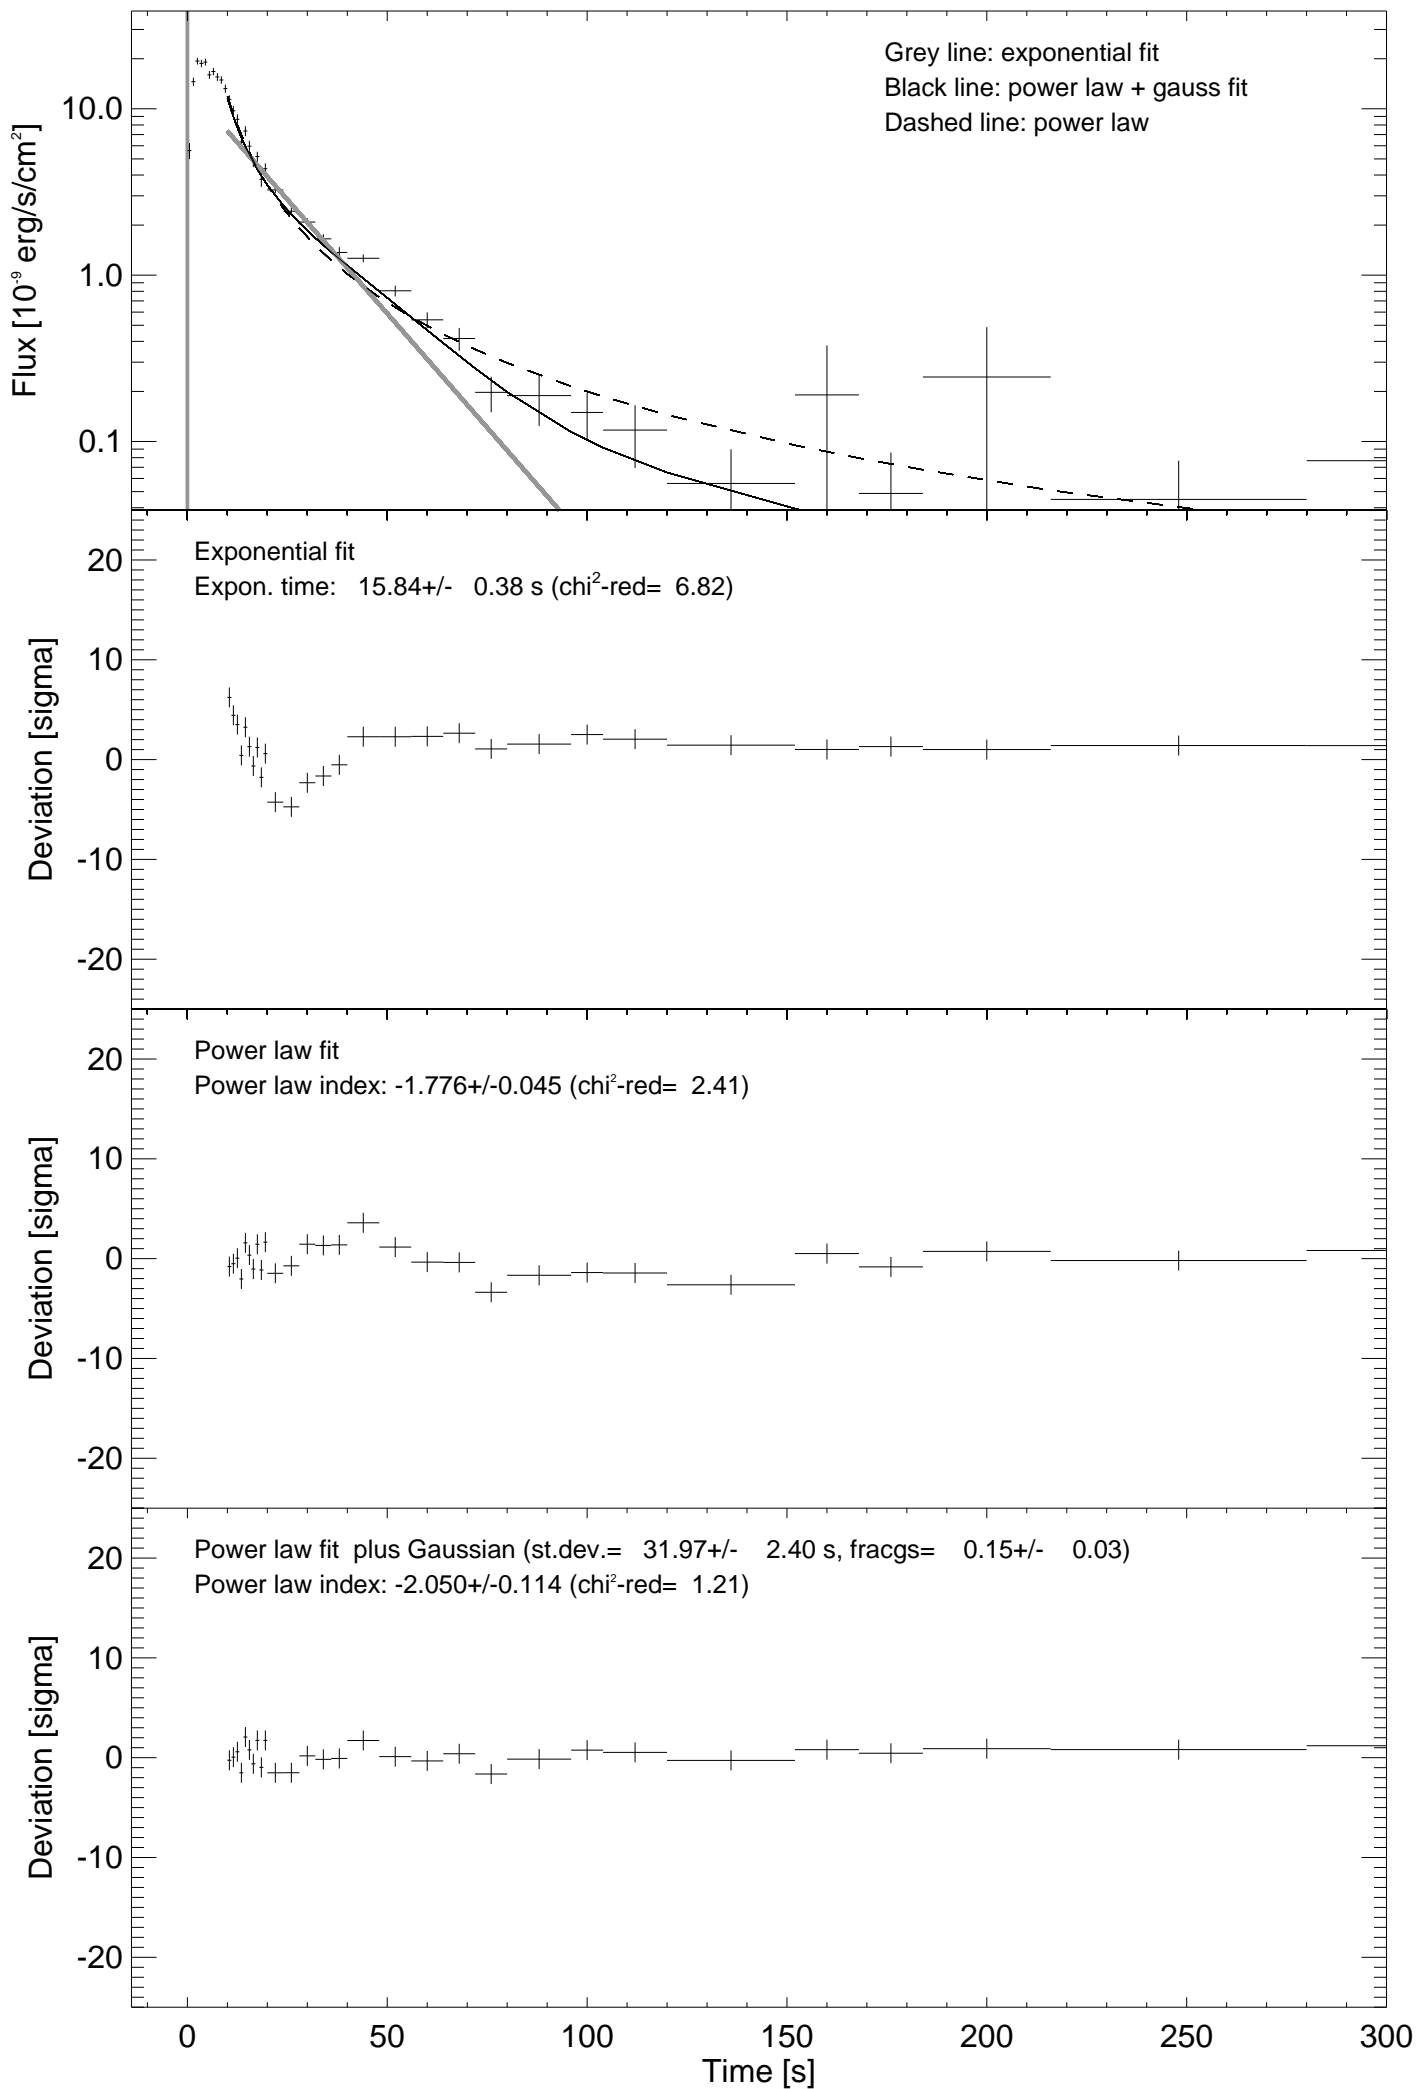 Grey line: exponential fit
Black line: power law + gauss fit
Dashed line: power law
10.0
1.0
0.1
Flux [10⁻⁹ erg/s/cm²]
Exponential fit
Expon. time: 15.84+/- 0.38 s (chi²-red= 6.82)
20
10
0
-10
-20
Deviation [sigma]
Power law fit
Power law index: -1.776+/-0.045 (chi²-red= 2.41)
20
10
0
-10
-20
Deviation [sigma]
Power law fit plus Gaussian (st.dev.= 31.97+/- 2.40 s, fracgs= 0.15+/- 0.03)
Power law index: -2.050+/-0.114 (chi²-red= 1.21)
20
10
0
-10
-20
Deviation [sigma]
0 50 100 150 200 250 300
Time [s]